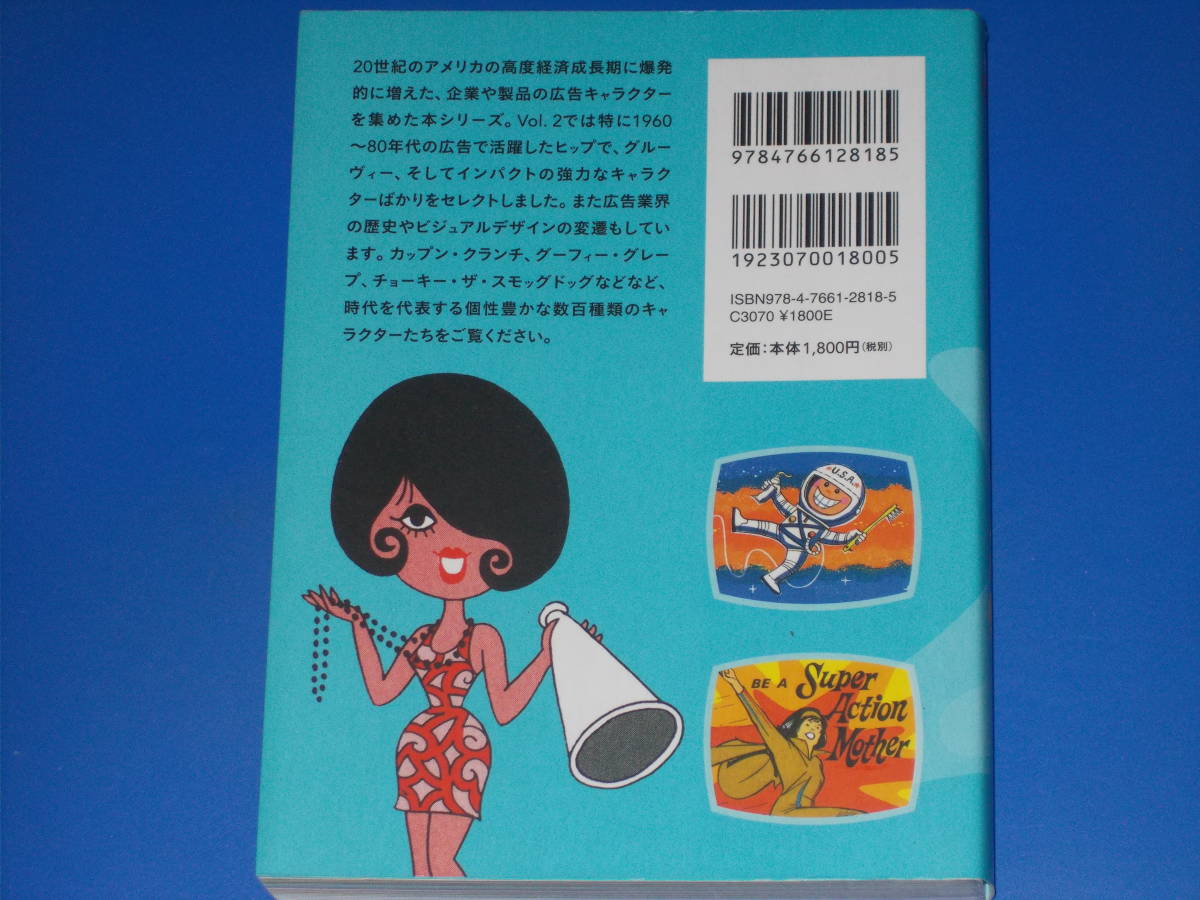 20世紀のアメリカの高度経済成長期に爆発
的に増えた、企業や製品の広告キャラクター
を集めた本シリーズ。Vol. 2では特に1960
〜80年代の広告で活躍したヒップで、グルー
ヴィー、そしてインパクトの強力なキャラク
ターばかりをセレクトしました。また広告業界
の歴史やビジュアルデザインの変遷もしてい
ます。カップン・クランチ、グーフィー・グレー
プ、チョーキー・ザ・スモッグドッグなどなど、
時代を代表する個性豊かな数百種類のキャ
ラクターたちをご覧ください。
9784766128185
1923070018005
ISBN978-4-7661-2818-5
C3070 ¥1800E
定価：本体1,800円（税別）
U.S.A.
BE A Super
Action
Mother